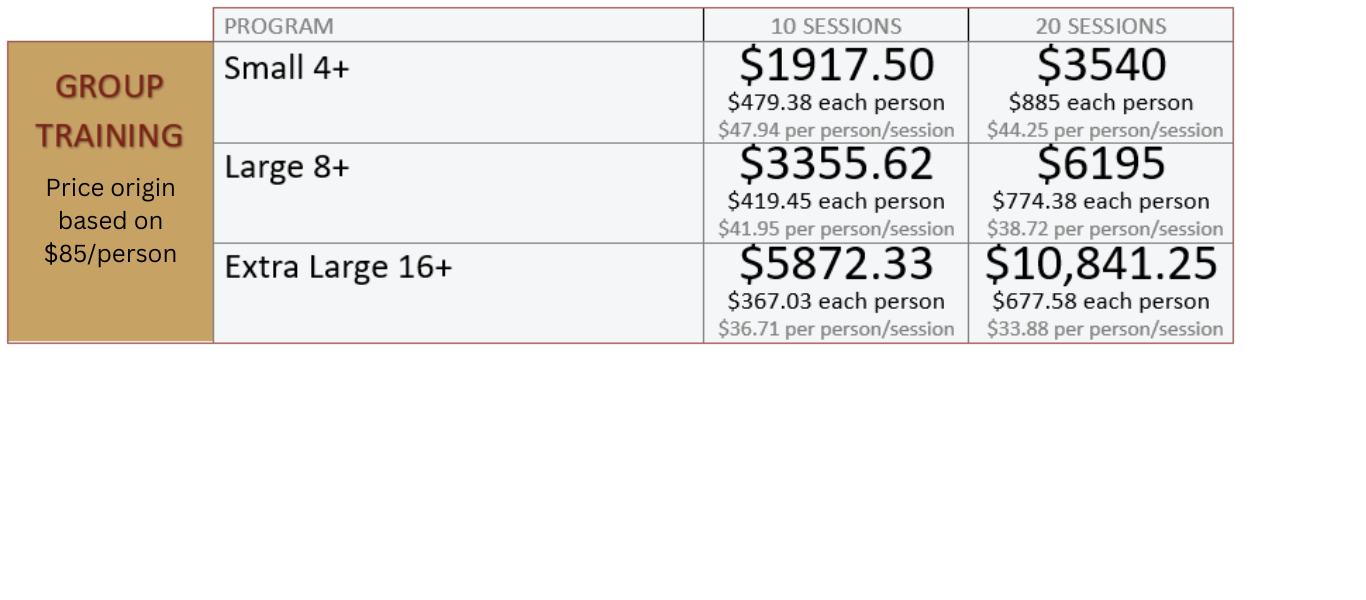 PROGRAM 10 SESSIONS 20 SESSIONS
GROUP
TRAINING
Price origin
based on
$85/person
Small 4+ $1917.50 $3540
$479.38 each person $885 each person
$47.94 per person/session $44.25 per person/session
Large 8+ $3355.62 $6195
$419.45 each person $774.38 each person
$41.95 per person/session $38.72 per person/session
Extra Large 16+ $5872.33 $10,841.25
$367.03 each person $677.58 each person
$36.71 per person/session $33.88 per person/session